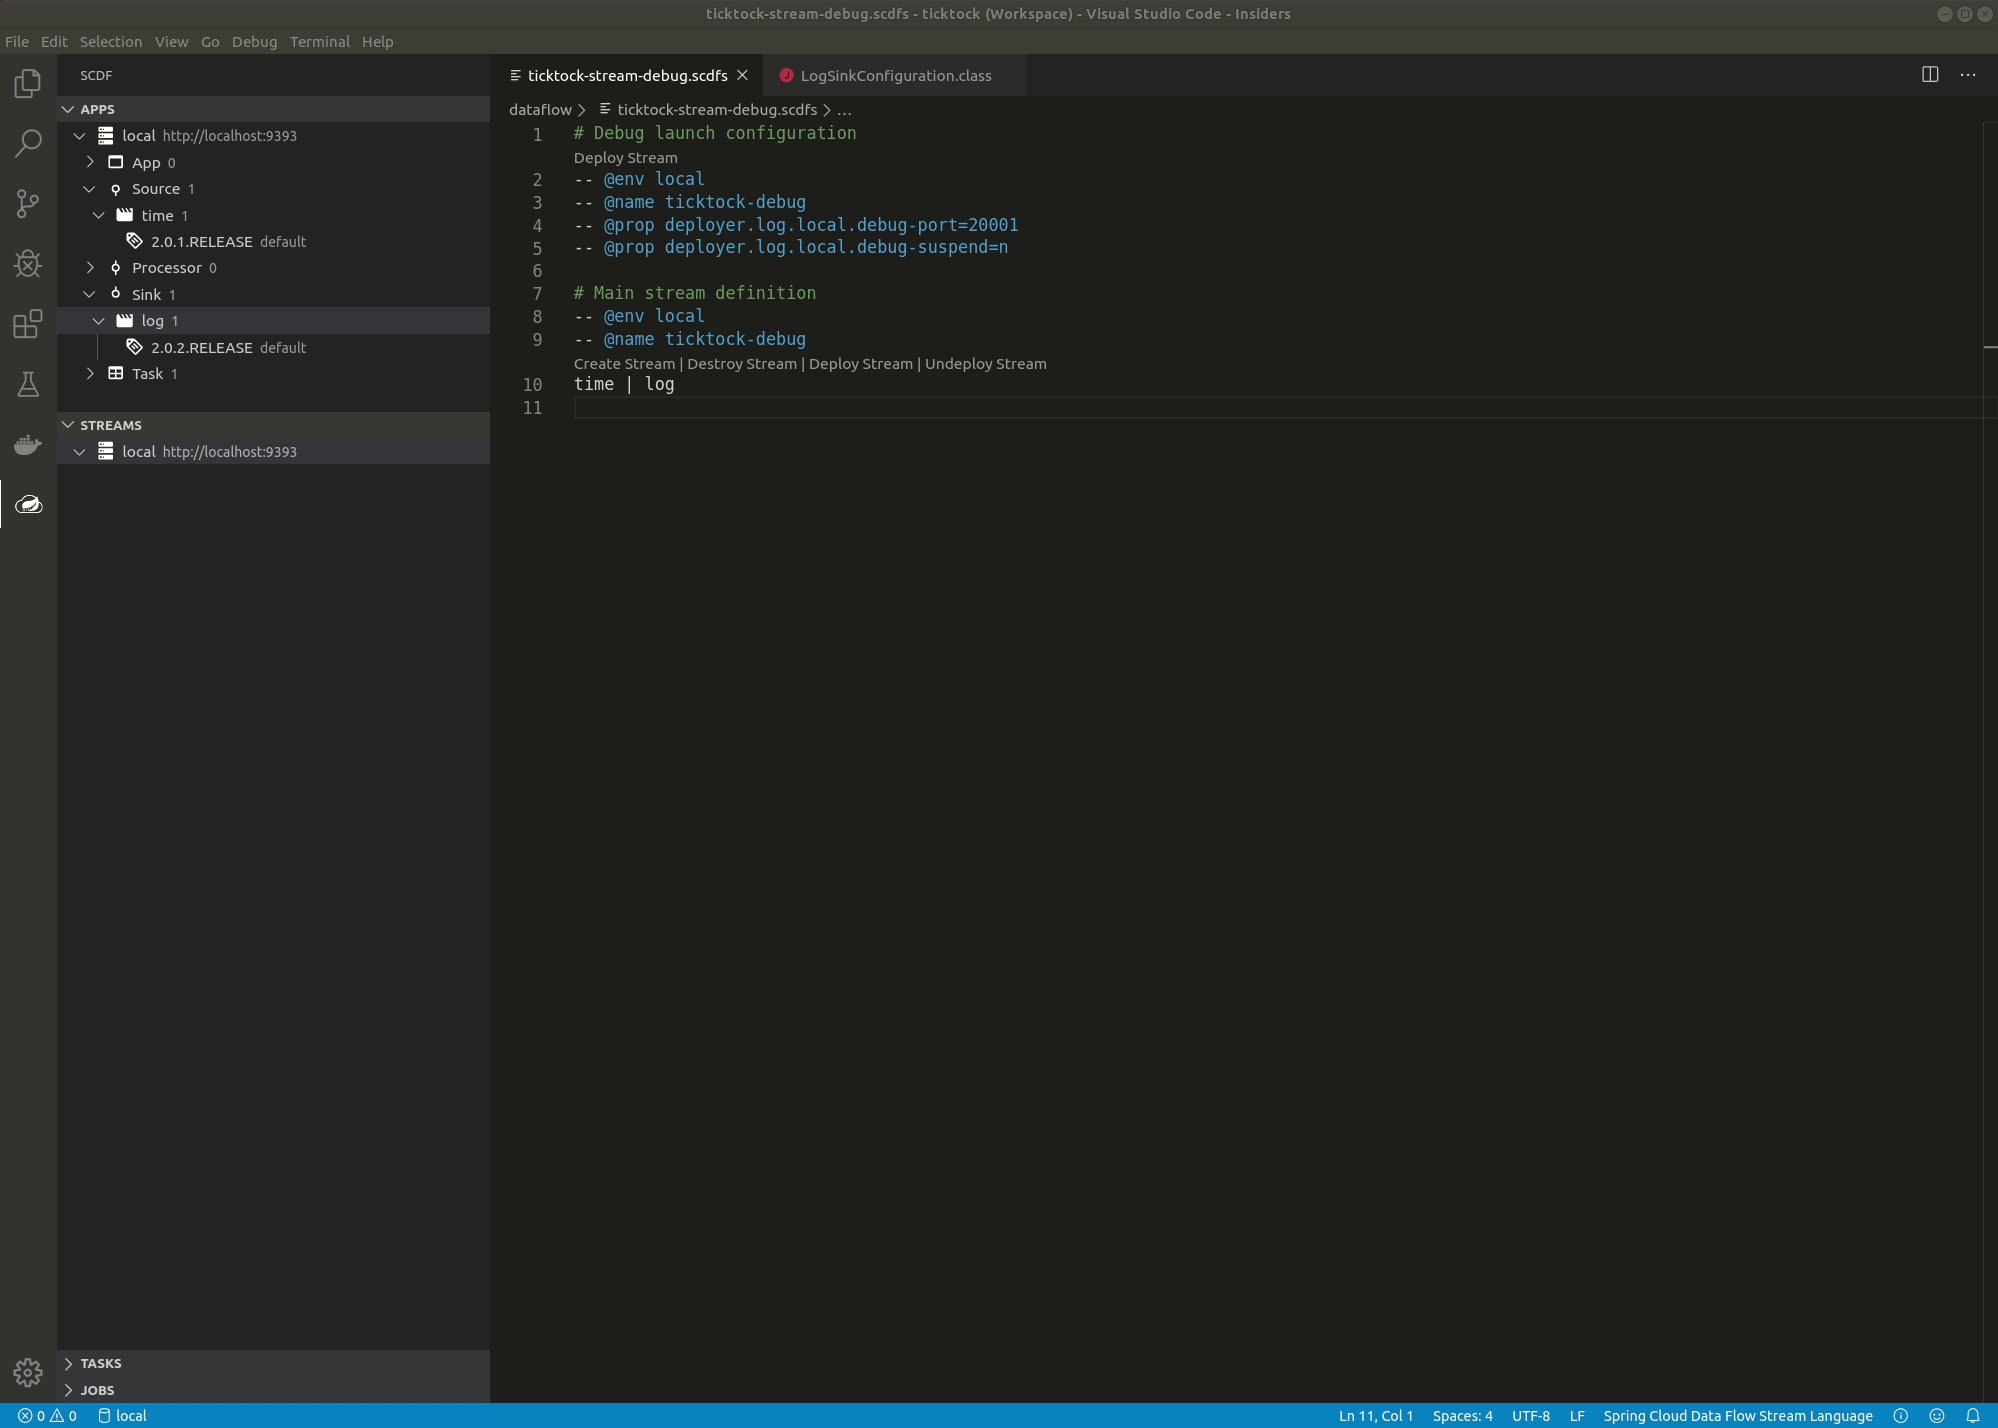 ticktock-stream-debug.scdfs - ticktock (Workspace) - Visual Studio Code - Insiders
File Edit Selection View Go Debug Terminal Help
SCDF
APPS
local http://localhost:9393
App 0
Source 1
time 1
2.0.1.RELEASE default
Processor 0
Sink 1
log 1
2.0.2.RELEASE default
Task 1
STREAMS
local http://localhost:9393
TASKS
JOBS
ticktock-stream-debug.scdfs LogSinkConfiguration.class
dataflow > ticktock-stream-debug.scdfs > ...
1 # Debug launch configuration
Deploy Stream
2 -- @env local
3 -- @name ticktock-debug
4 -- @prop deployer.log.local.debug-port=20001
5 -- @prop deployer.log.local.debug-suspend=n
6
7 # Main stream definition
8 -- @env local
9 -- @name ticktock-debug
Create Stream | Destroy Stream | Deploy Stream | Undeploy Stream
10 time | log
11
0 0 local Ln 11, Col 1 Spaces: 4 UTF-8 LF Spring Cloud Data Flow Stream Language